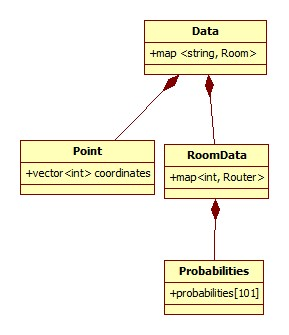 Data
+map <string, Room>
Point
+vector<int> coordinates
RoomData
+map<int, Router>
Probabilities
+probabilities[101]